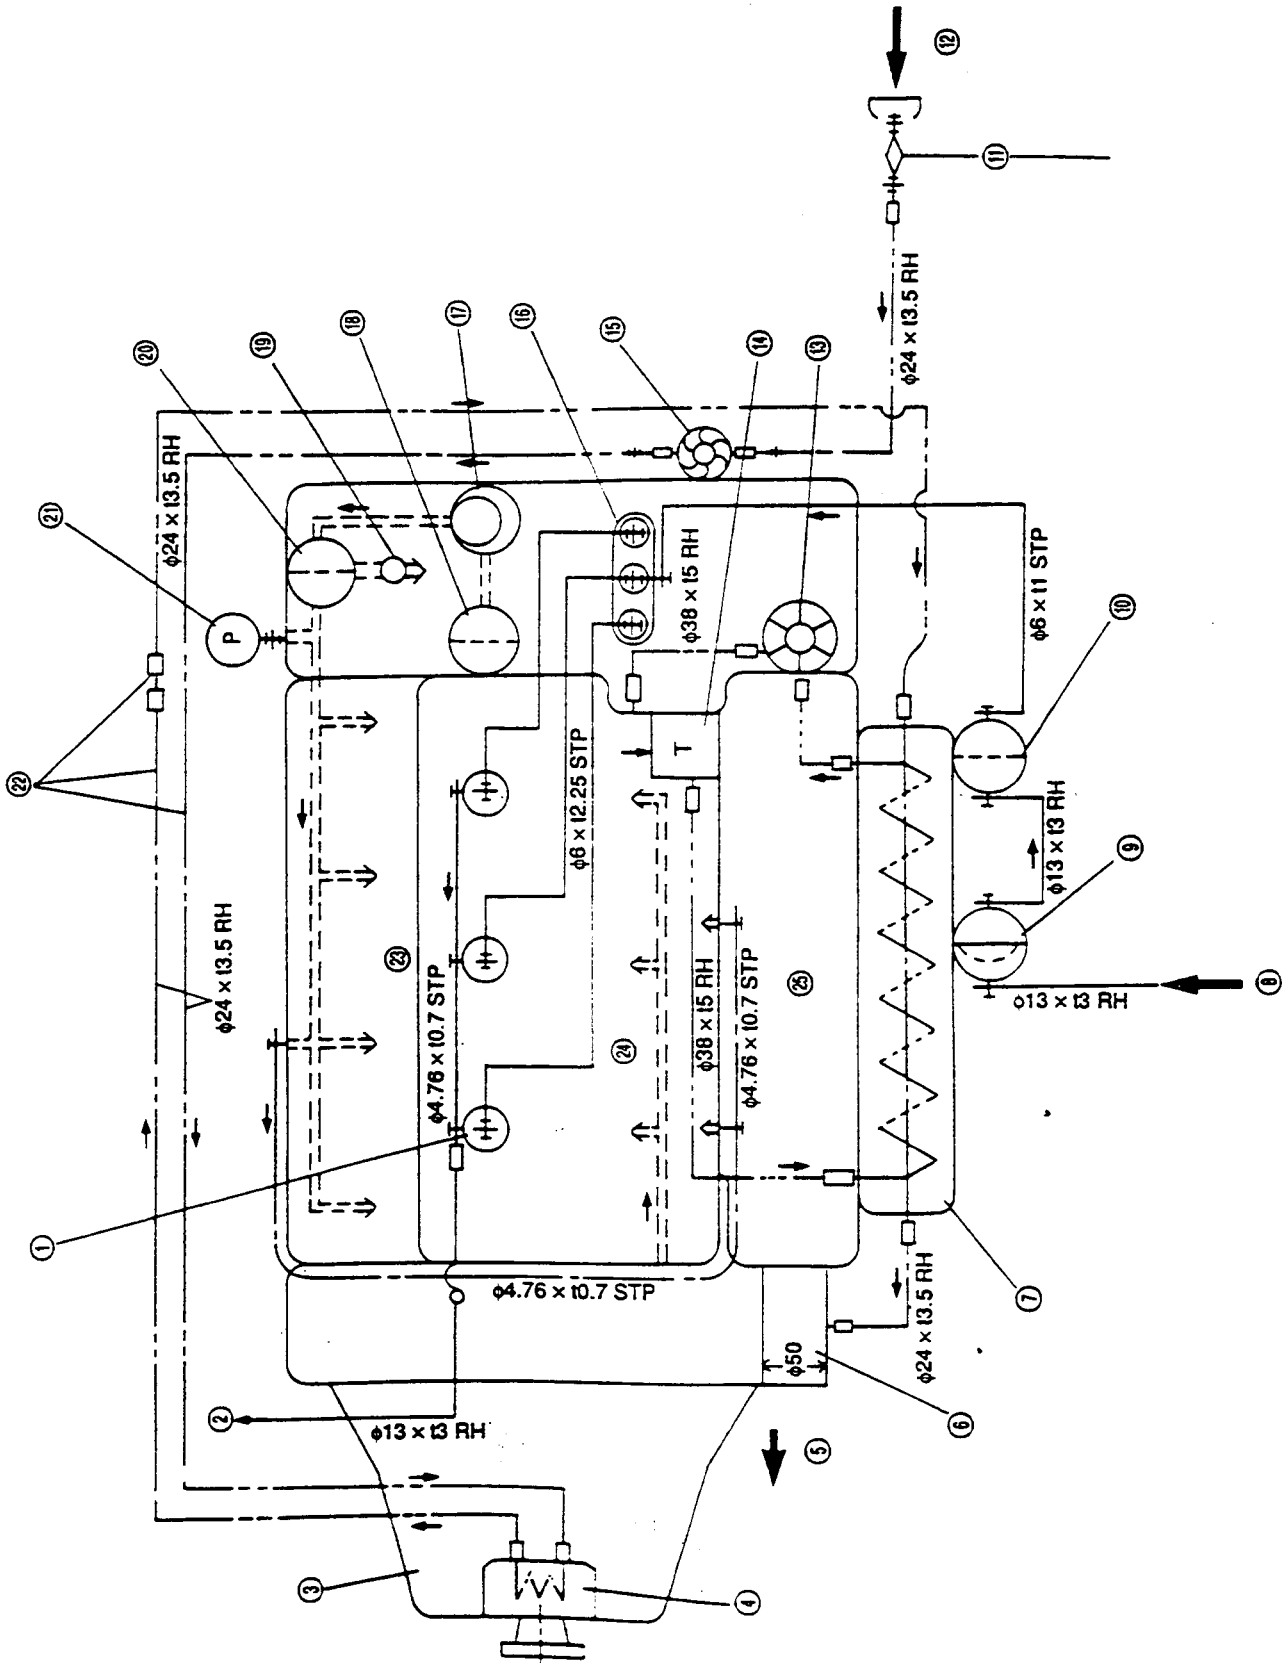 ⑫
⑪
φ24 × t3.5 RH
⑳
⑲
⑱
⑰
⑯
⑮
⑭
⑬
㉑
φ24 × t3.5 RH
P
φ38 × t5 RH
φ6 × t1 STP
⑩
㉒
T
φ6 × t2.25 STP
φ13 × t3 RH
⑨
φ24 × t3.5 RH
㉓
φ4.76 × t0.7 STP
㉔
φ38 × t5 RH
φ4.76 × t0.7 STP
㉕
φ13 × t3 RH
⑧
①
φ4.76 × t0.7 STP
φ24 × t3.5 RH
⑦
φ50
②
φ13 × t3 RH
⑤
⑥
③
④